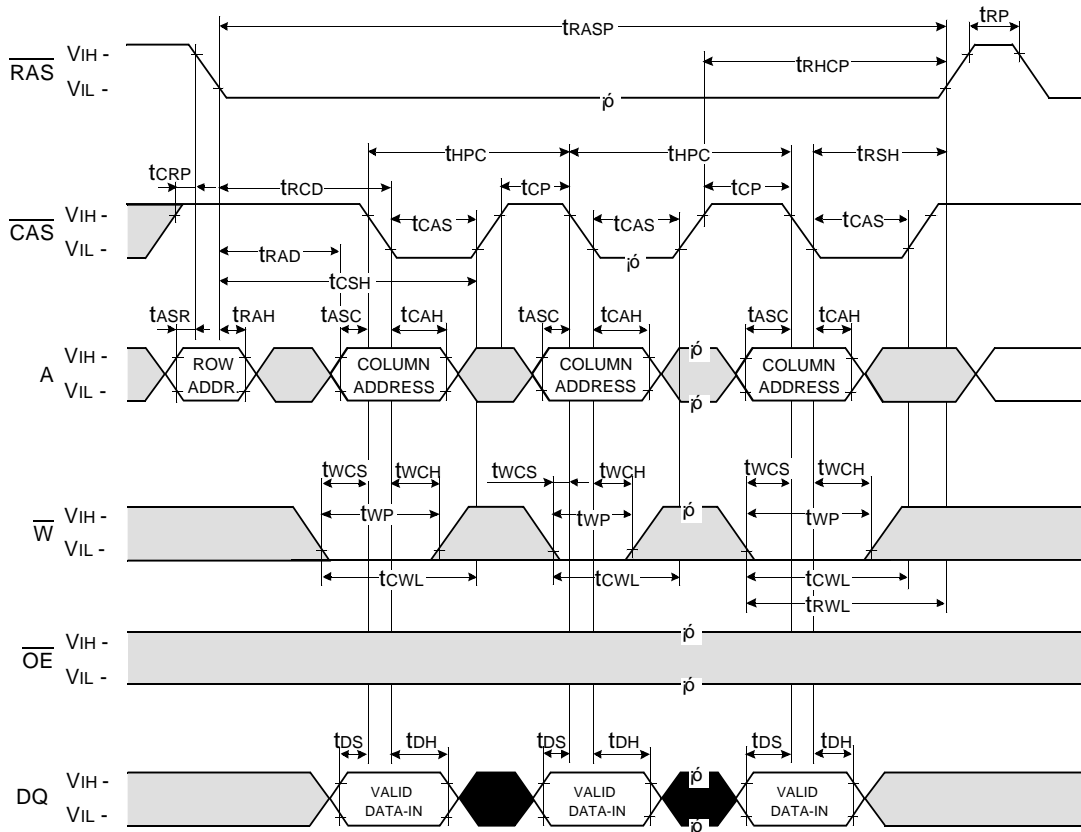 tRASP
tRP
RAS VIH -
VIL -
tRHCP
¡ó
tHPC tHPC tRSH
tCRP
tRCD tCP tCP
CAS VIH -
VIL -
tCAS tCAS tCAS
tRAD
¡ó
tCSH
tASR tRAH tASC tCAH tASC tCAH tASC tCAH
A VIH -
VIL -
ROW
ADDR.
COLUMN
ADDRESS
COLUMN
ADDRESS
¡ó
¡ó
COLUMN
ADDRESS
tWCS tWCH tWCS tWCH tWCS tWCH
W VIH -
VIL -
tWP tWP ¡ó tWP
¡ó
tCWL tCWL tCWL
tRWL
OE VIH -
VIL -
¡ó
¡ó
tDS tDH tDS tDH tDS tDH
DQ VIH -
VIL -
VALID
DATA-IN
VALID
DATA-IN
¡ó
¡ó
VALID
DATA-IN